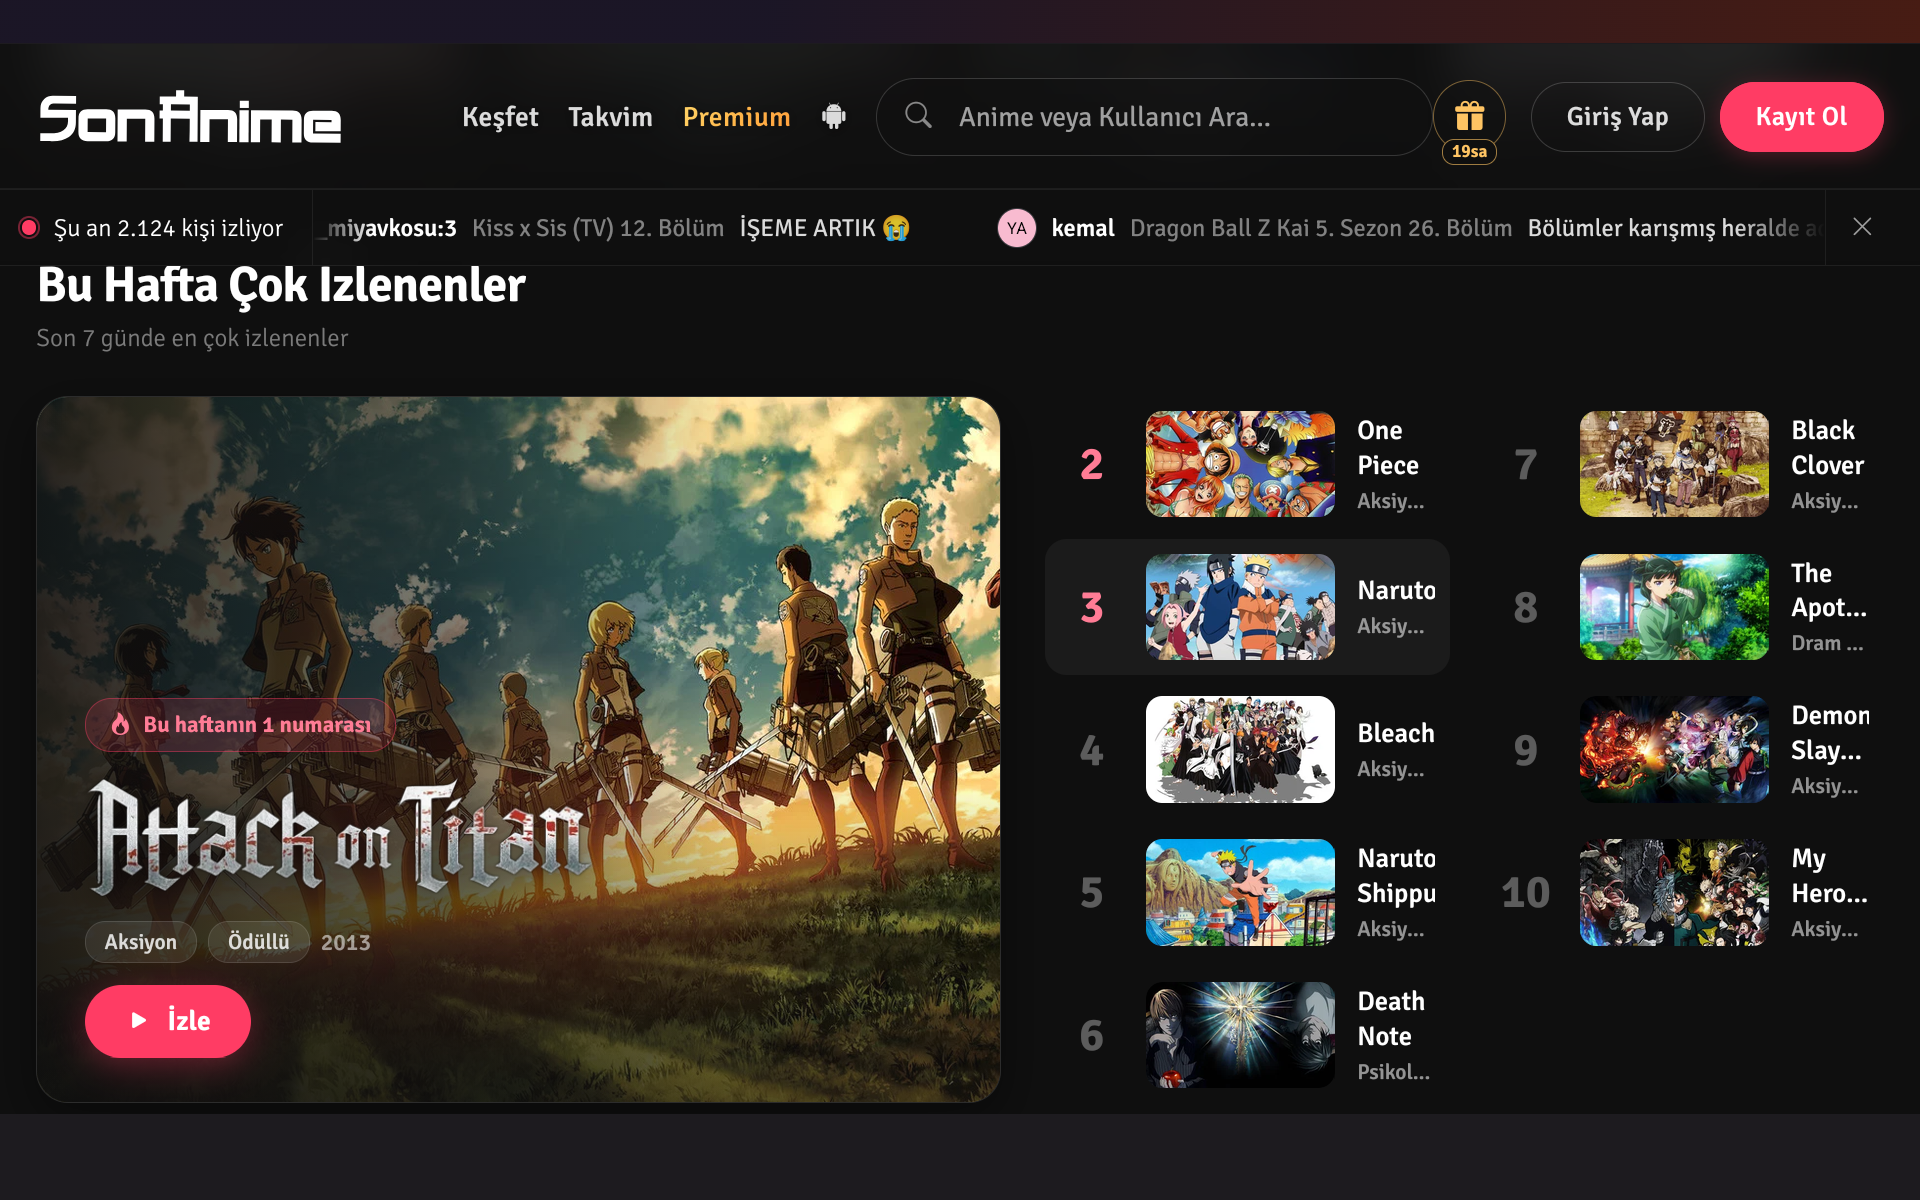 SonAnime
Keşfet Takvim Premium
Anime veya Kullanıcı Ara...
19sa
Giriş Yap
Kayıt Ol
Şu an 2.124 kişi izliyor
_miyavkosu:3 Kiss x Sis (TV) 12. Bölüm İŞEME ARTIK 😭
YA kemal Dragon Ball Z Kai 5. Sezon 26. Bölüm Bölümler karışmış heralde
Bu Hafta Çok Izlenenler
Son 7 günde en çok izlenenler
Bu haftanın 1 numarası
Attack on Titan
Aksiyon Ödüllü 2013
İzle
2
One
Piece
Aksiy...
3
Naruto
Aksiy...
4
Bleach
Aksiy...
5
Naruto
Shippu
Aksiy...
6
Death
Note
Psikol...
7
Black
Clover
Aksiy...
8
The
Apot...
Dram ...
9
Demon
Slay...
Aksiy...
10
My
Hero...
Aksiy...